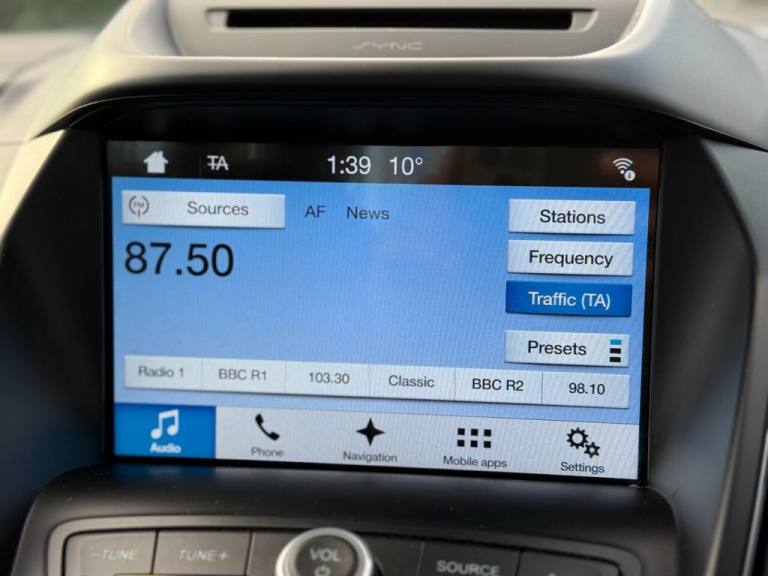 SYNC
TA 1:39 10°
FM Sources AF News Stations
87.50
Frequency
Traffic (TA)
Presets
Radio 1 BBC R1 103.30 Classic BBC R2 98.10
Audio Phone Navigation Mobile apps Settings
-TUNE TUNE+ VOL SOURCE